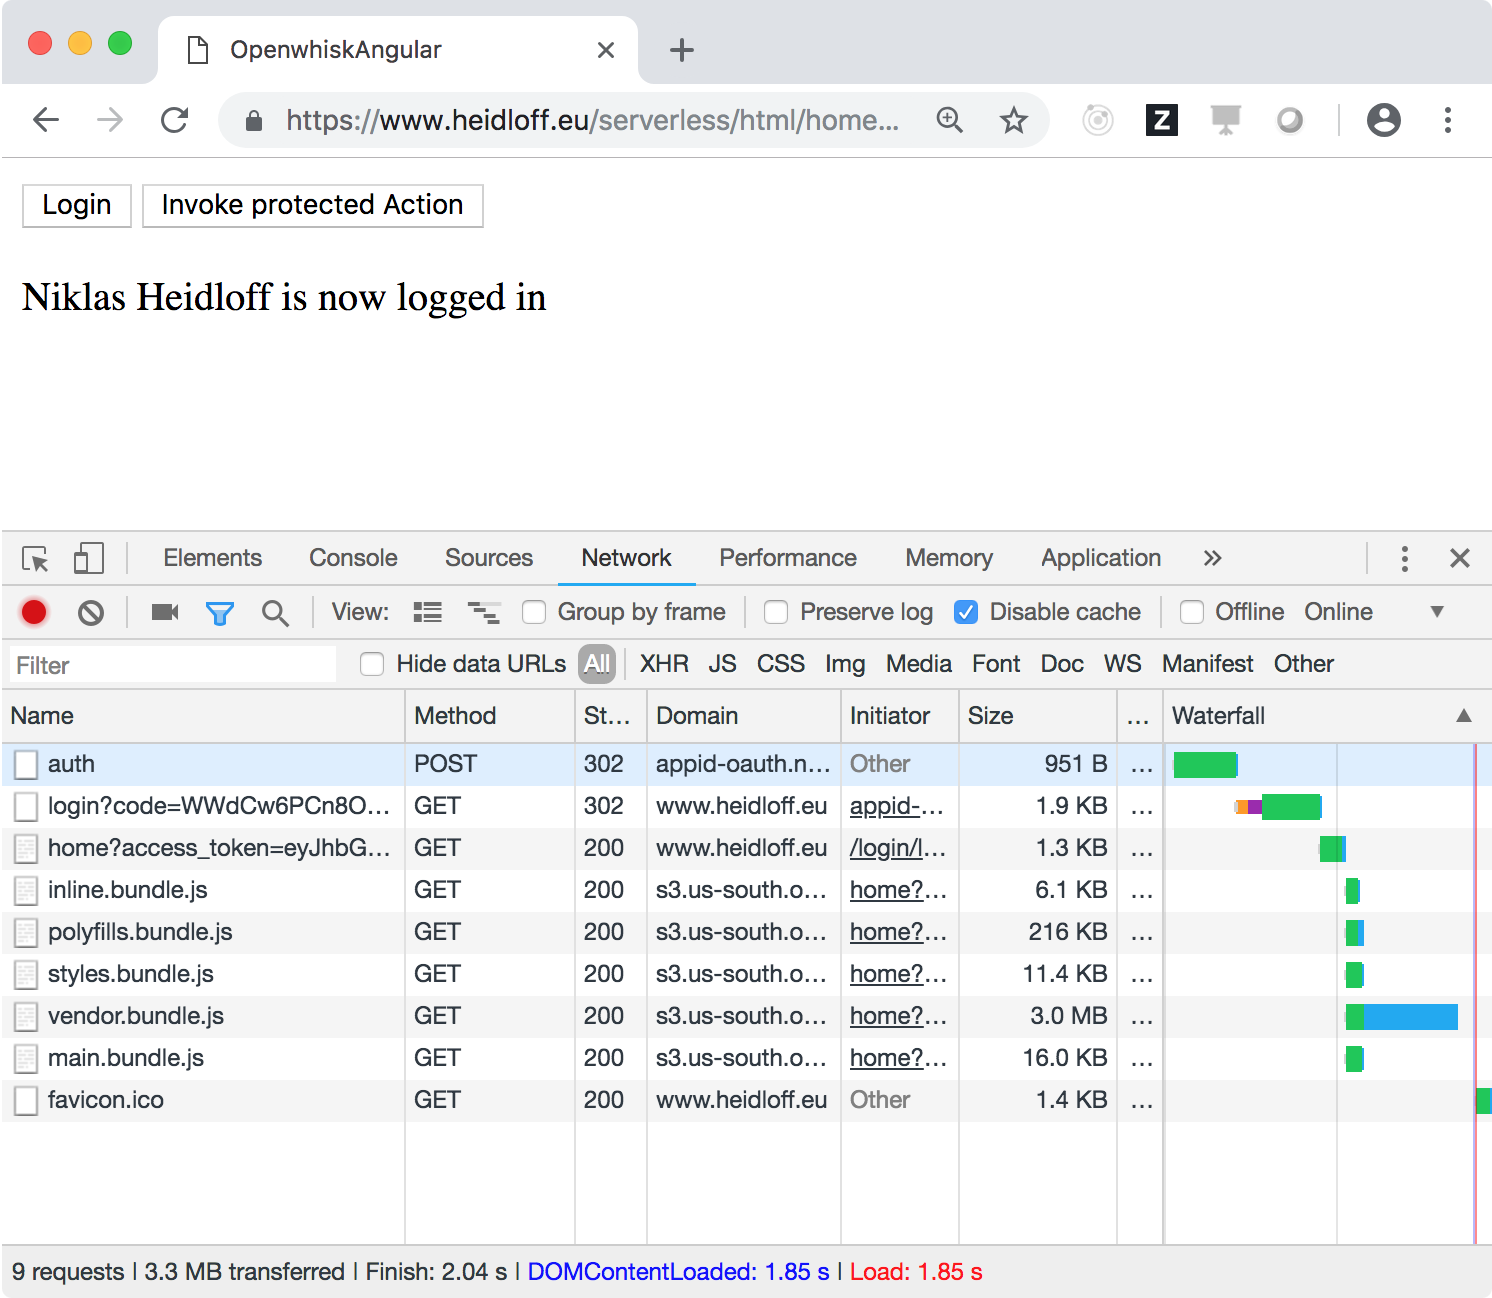 OpenwhiskAngular
https://www.heidloff.eu/serverless/html/home...
Z
Login Invoke protected Action
Niklas Heidloff is now logged in
Elements Console Sources Network Performance Memory Application
View: Group by frame Preserve log Disable cache Offline Online
Filter Hide data URLs All XHR JS CSS Img Media Font Doc WS Manifest Other
Name Method St... Domain Initiator Size ... Waterfall
auth POST 302 appid-oauth.n... Other 951 B ...
login?code=WWdCw6PCn8O... GET 302 www.heidloff.eu appid-... 1.9 KB ...
home?access_token=eyJhbG... GET 200 www.heidloff.eu /login/l... 1.3 KB ...
inline.bundle.js GET 200 s3.us-south.o... home?... 6.1 KB ...
polyfills.bundle.js GET 200 s3.us-south.o... home?... 216 KB ...
styles.bundle.js GET 200 s3.us-south.o... home?... 11.4 KB ...
vendor.bundle.js GET 200 s3.us-south.o... home?... 3.0 MB ...
main.bundle.js GET 200 s3.us-south.o... home?... 16.0 KB ...
favicon.ico GET 200 www.heidloff.eu Other 1.4 KB ...
9 requests | 3.3 MB transferred | Finish: 2.04 s | DOMContentLoaded: 1.85 s | Load: 1.85 s